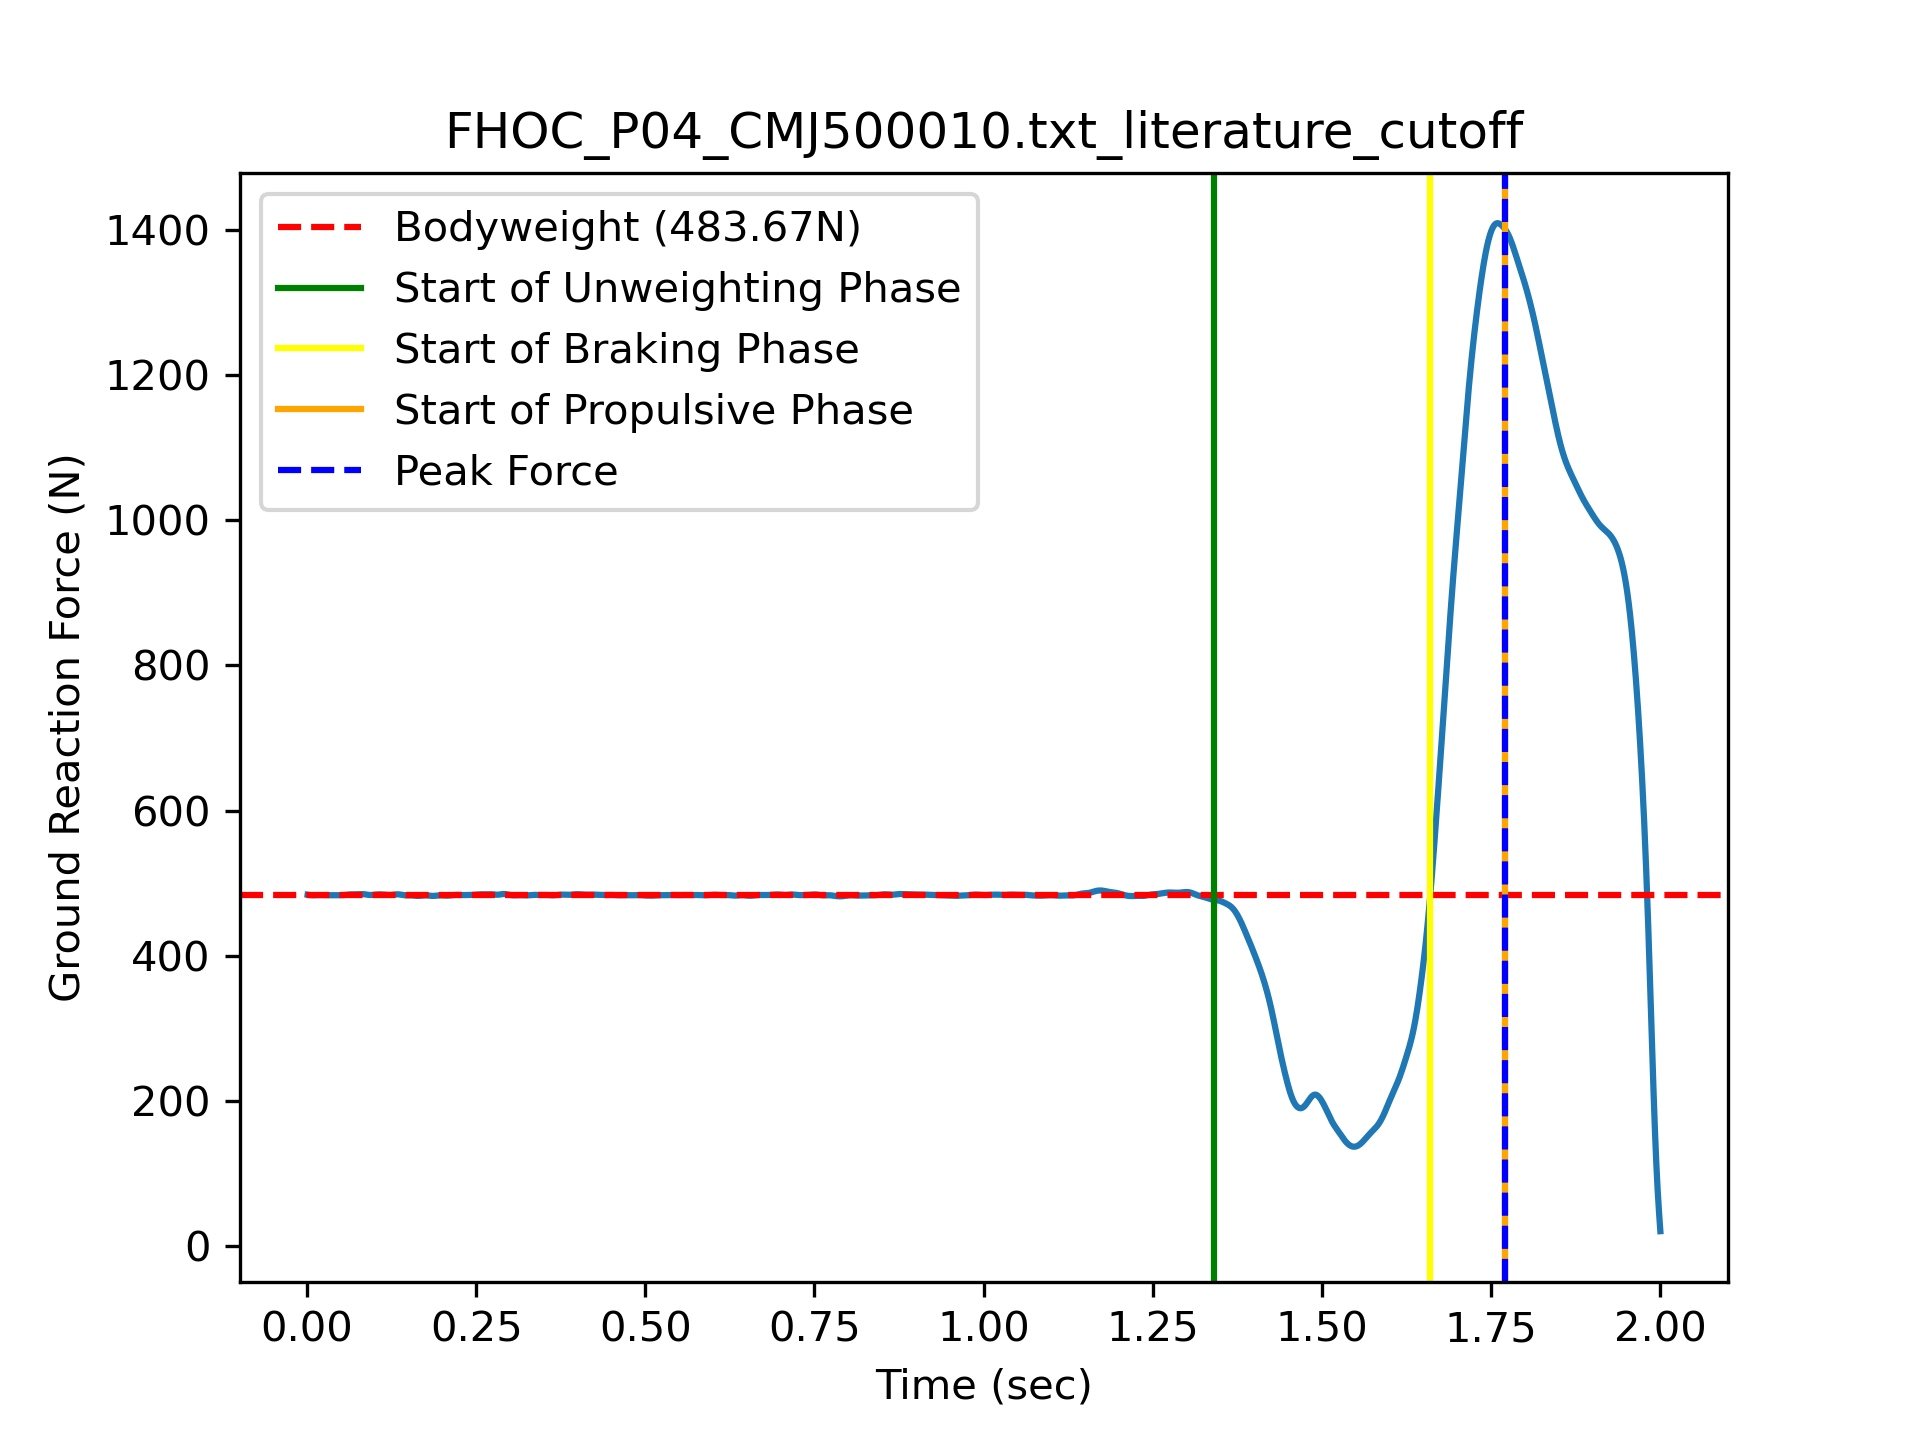 FHOC_P04_CMJ500010.txt_literature_cutoff
Bodyweight (483.67N)
Start of Unweighting Phase
Start of Braking Phase
Start of Propulsive Phase
Peak Force
Ground Reaction Force (N)
1400
1200
1000
800
600
400
200
0
0.00 0.25 0.50 0.75 1.00 1.25 1.50 1.75 2.00
Time (sec)